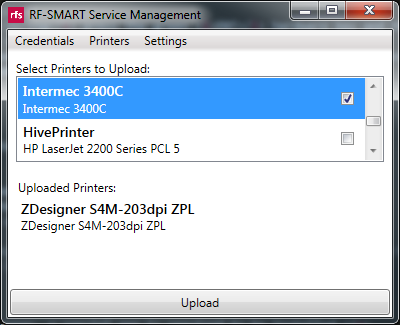 rfs RF-SMART Service Management
Credentials Printers Settings
Select Printers to Upload:
Intermec 3400C
Intermec 3400C
HivePrinter
HP LaserJet 2200 Series PCL 5
Uploaded Printers:
ZDesigner S4M-203dpi ZPL
ZDesigner S4M-203dpi ZPL
Upload